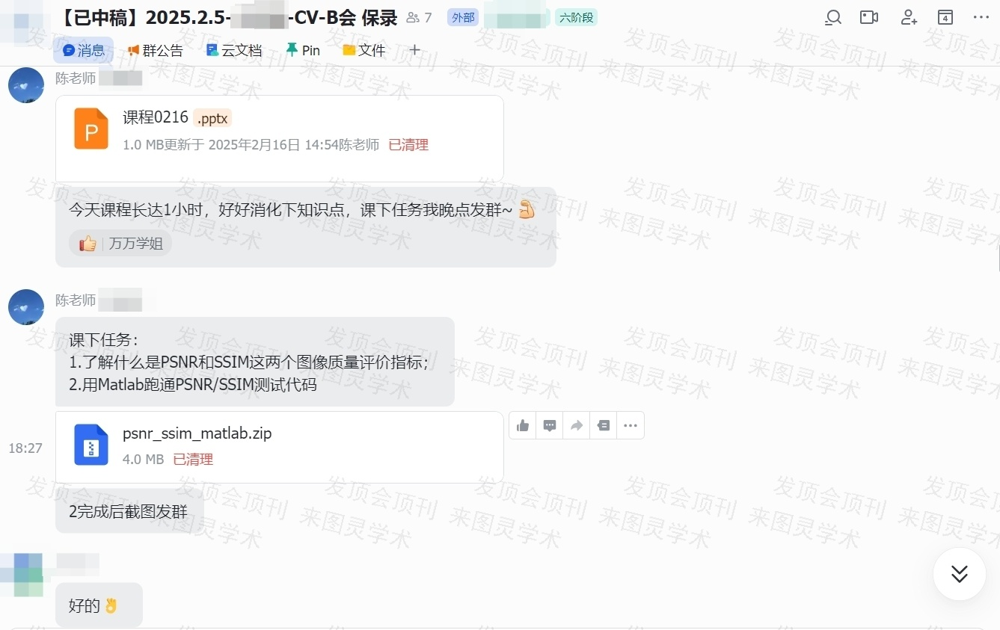 【已中稿】2025.2.5- -CV-B会 保录 7 外部 六阶段
4
消息 群公告 云文档 Pin 文件 +
陈老师
P
课程0216 .pptx
1.0 MB更新于 2025年2月16日 14:54陈老师 已清理
今天课程长达1小时，好好消化下知识点，课下任务我晚点发群~
万万学姐
陈老师
课下任务：
1.了解什么是PSNR和SSIM这两个图像质量评价指标；
2.用Matlab跑通PSNR/SSIM测试代码
psnr_ssim_matlab.zip
18:27
4.0 MB 已清理
2完成后截图发群
好的
发顶会顶刊
来图灵学术